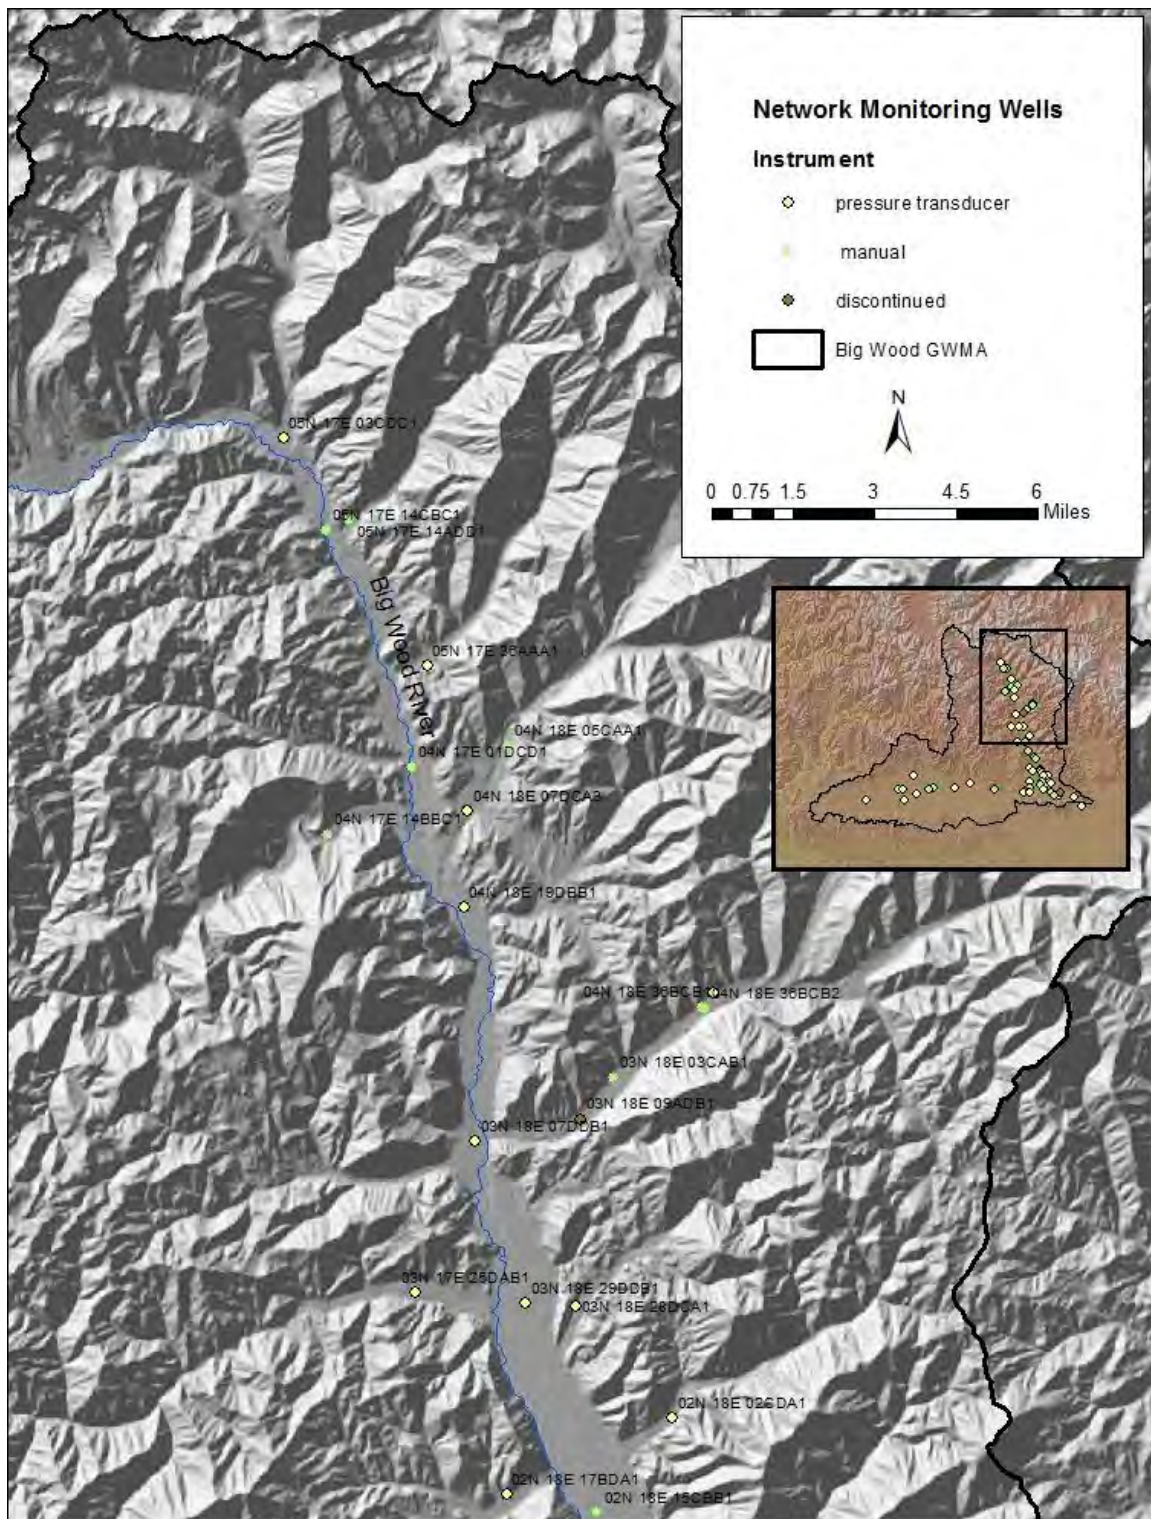 Network Monitoring Wells
Instrument
pressure transducer
manual
discontinued
Big Wood GWMA
N
0 0.75 1.5 3 4.5 6
Miles
05N 17E 03CDC1
05N 17E 14CBC1
05N 17E 14ADD1
Big Wood River
05N 17E 36AAA1
04N 18E 05CAA1
04N 17E 01DCD1
04N 18E 07DCA3
04N 17E 14BBC1
04N 18E 19DBB1
04N 18E 36BCB1
04N 18E 36BCB2
03N 18E 03CAB1
03N 18E 09ADB1
03N 18E 07DDB1
03N 17E 25DAB1
03N 18E 29DDB1
03N 18E 28DCA1
02N 18E 02CDA1
02N 18E 17BDA1
02N 18E 15CBB1